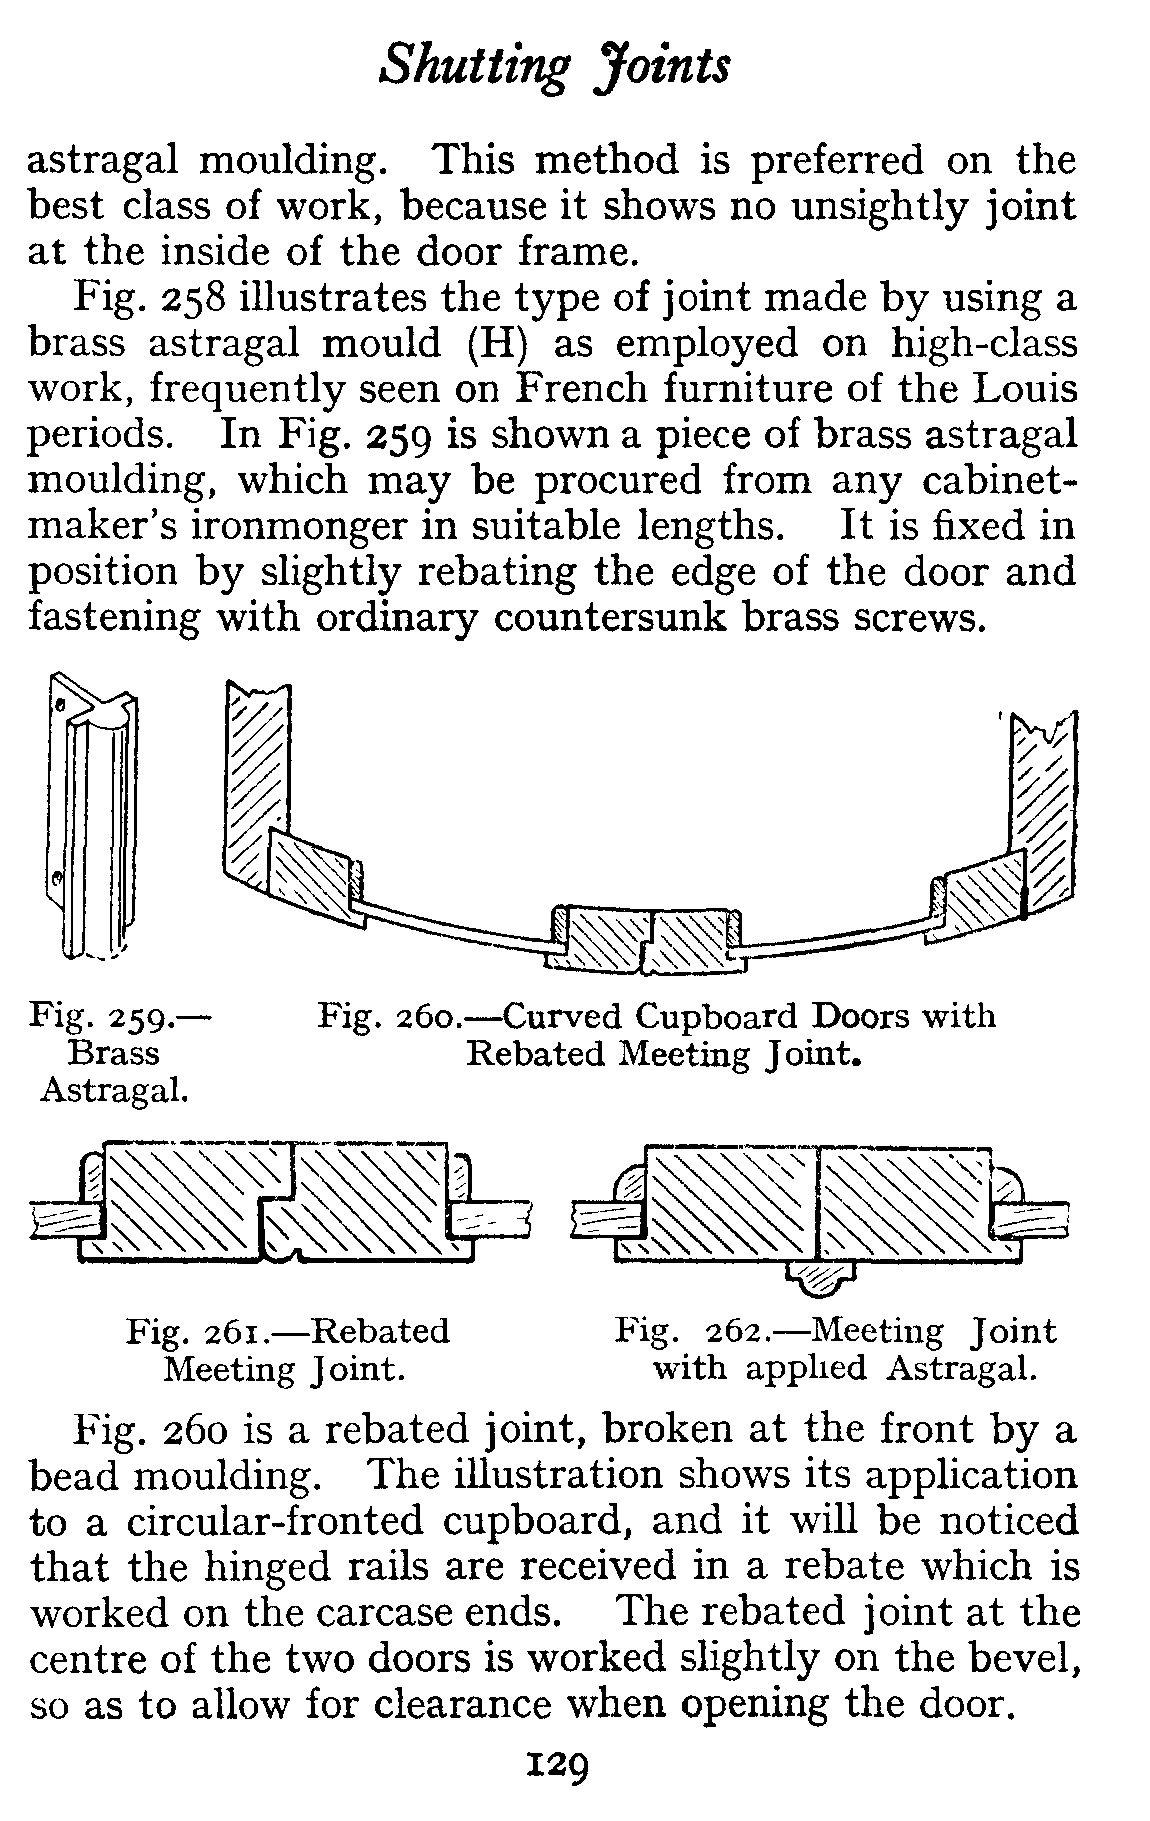 Shutting Joints
astragal moulding. This method is preferred on the
best class of work, because it shows no unsightly joint
at the inside of the door frame.
Fig. 258 illustrates the type of joint made by using a
brass astragal mould (H) as employed on high-class
work, frequently seen on French furniture of the Louis
periods. In Fig. 259 is shown a piece of brass astragal
moulding, which may be procured from any cabinet-
maker's ironmonger in suitable lengths. It is fixed in
position by slightly rebating the edge of the door and
fastening with ordinary countersunk brass screws.
Fig. 259.—
Brass
Astragal.
Fig. 260.—Curved Cupboard Doors with
Rebated Meeting Joint.
Fig. 261.—Rebated
Meeting Joint.
Fig. 262.—Meeting Joint
with applied Astragal.
Fig. 260 is a rebated joint, broken at the front by a
bead moulding. The illustration shows its application
to a circular-fronted cupboard, and it will be noticed
that the hinged rails are received in a rebate which is
worked on the carcase ends. The rebated joint at the
centre of the two doors is worked slightly on the bevel,
so as to allow for clearance when opening the door.
129